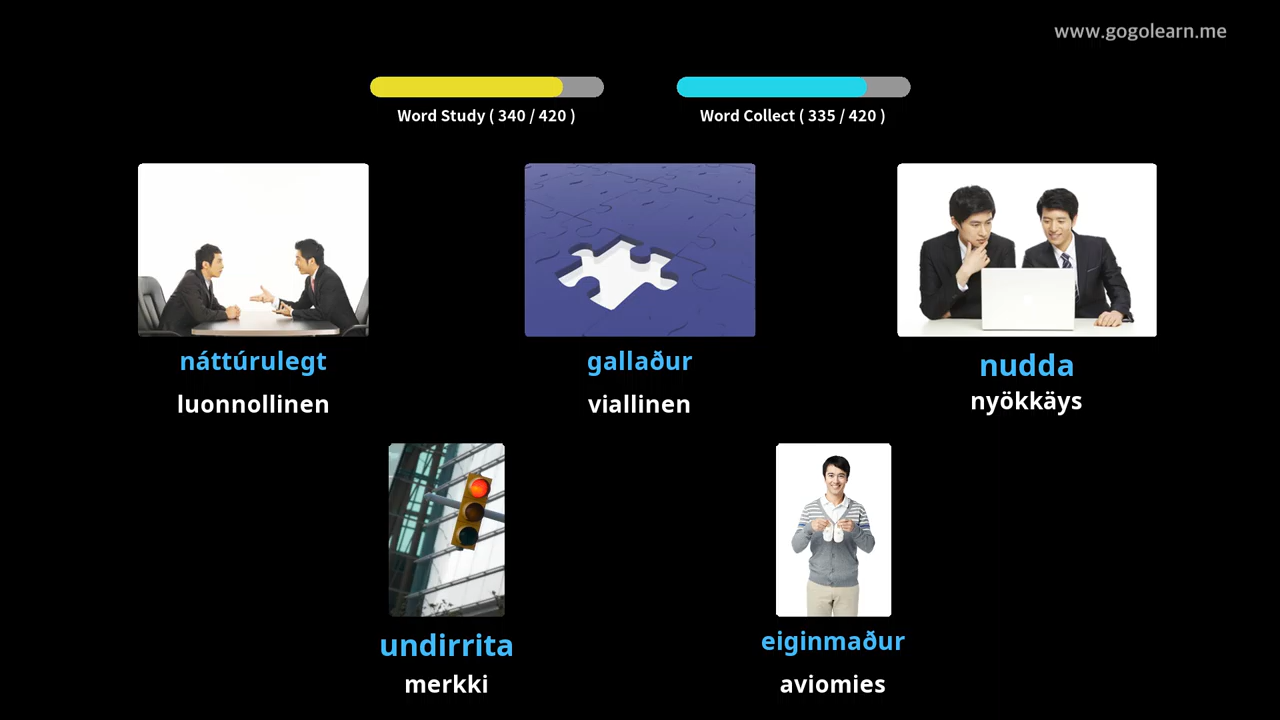 www.gogolearn.me
Word Study ( 340 / 420 )
Word Collect ( 335 / 420 )
náttúrulegt
luonnollinen
gallaður
viallinen
nudda
nyökkäys
undirrita
merkki
eiginmaður
aviomies